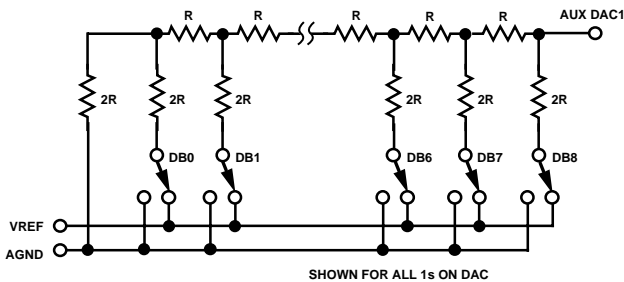 R R R R R AUX DAC1
2R 2R 2R 2R 2R 2R
DB0 DB1 DB6 DB7 DB8
VREF
AGND
SHOWN FOR ALL 1s ON DAC